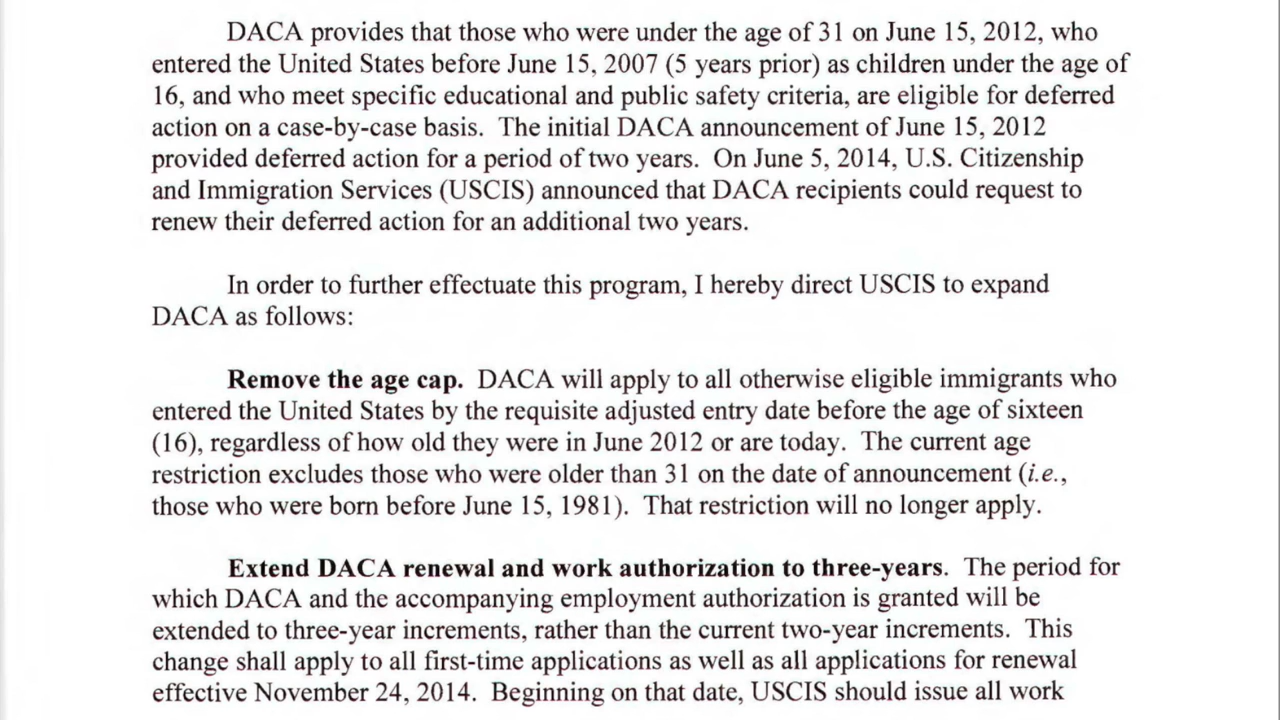 DACA provides that those who were under the age of 31 on June 15, 2012, who
entered the United States before June 15, 2007 (5 years prior) as children under the age of
16, and who meet specific educational and public safety criteria, are eligible for deferred
action on a case-by-case basis. The initial DACA announcement of June 15, 2012
provided deferred action for a period of two years. On June 5, 2014, U.S. Citizenship
and Immigration Services (USCIS) announced that DACA recipients could request to
renew their deferred action for an additional two years.
In order to further effectuate this program, I hereby direct USCIS to expand
DACA as follows:
Remove the age cap. DACA will apply to all otherwise eligible immigrants who
entered the United States by the requisite adjusted entry date before the age of sixteen
(16), regardless of how old they were in June 2012 or are today. The current age
restriction excludes those who were older than 31 on the date of announcement (i.e.,
those who were born before June 15, 1981). That restriction will no longer apply.
Extend DACA renewal and work authorization to three-years. The period for
which DACA and the accompanying employment authorization is granted will be
extended to three-year increments, rather than the current two-year increments. This
change shall apply to all first-time applications as well as all applications for renewal
effective November 24, 2014. Beginning on that date, USCIS should issue all work